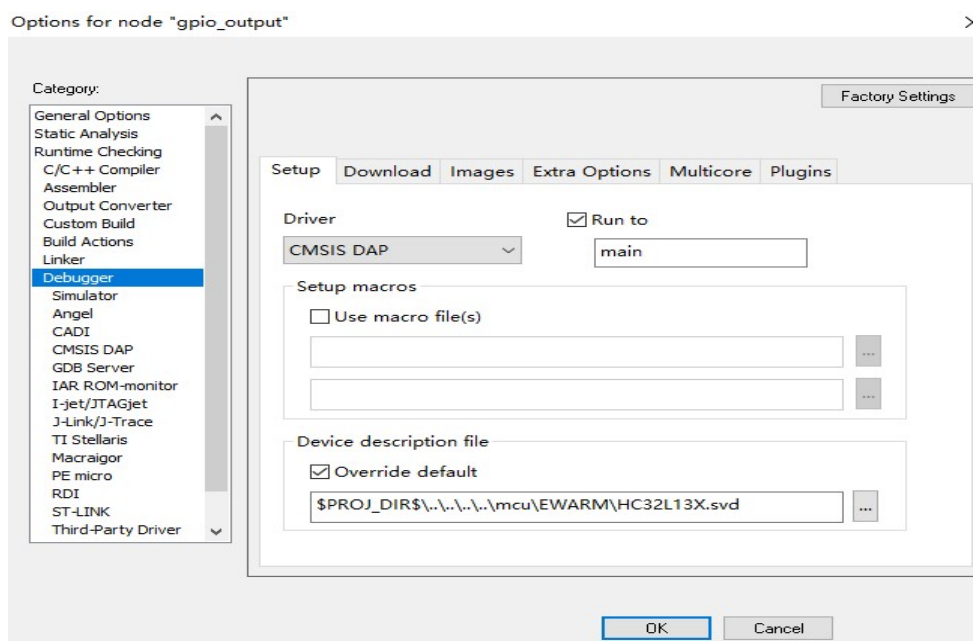 Options for node "gpio_output"
Category:
Factory Settings
General Options
Static Analysis
Runtime Checking
C/C++ Compiler
Assembler
Output Converter
Custom Build
Build Actions
Linker
Debugger
Simulator
Angel
CADI
CMSIS DAP
GDB Server
IAR ROM-monitor
I-jet/JTAGjet
J-Link/J-Trace
TI Stellaris
Macraigor
PE micro
RDI
ST-LINK
Third-Party Driver
Setup Download Images Extra Options Multicore Plugins
Driver
Run to
CMSIS DAP
main
Setup macros
Use macro file(s)
...
...
Device description file
Override default
$PROJ_DIR$\..\..\..\..\mcu\EWARM\HC32L13X.svd
...
OK Cancel